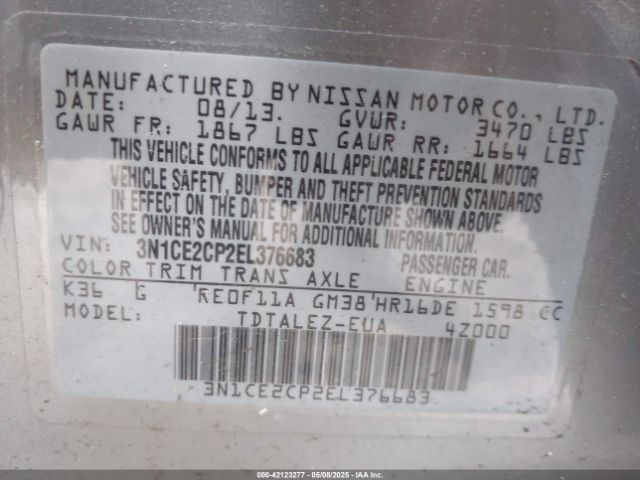 MANUFACTURED BY NISSAN MOTOR CO., LTD.
DATE: 08/13. GVWR: 3470 LBS
GAWR FR: 1867 LBS GAWR RR: 1664 LBS
THIS VEHICLE CONFORMS TO ALL APPLICABLE FEDERAL MOTOR
VEHICLE SAFETY, BUMPER AND THEFT PREVENTION STANDARDS
IN EFFECT ON THE DATE OF MANUFACTURE SHOWN ABOVE.
SEE OWNER'S MANUAL FOR ADDITIONAL INFORMATION.
VIN: 3N1CE2CP2EL376683 PASSENGER CAR.
COLOR TRIM TRANS AXLE ENGINE
K36 G RE0F11A GM38 HR16DE 1598 CC
MODEL: TDTALEZ-EUA 4Z000
3N1CE2CP2EL376683
000-42123277 - 05/08/2025 - IAAI.COM